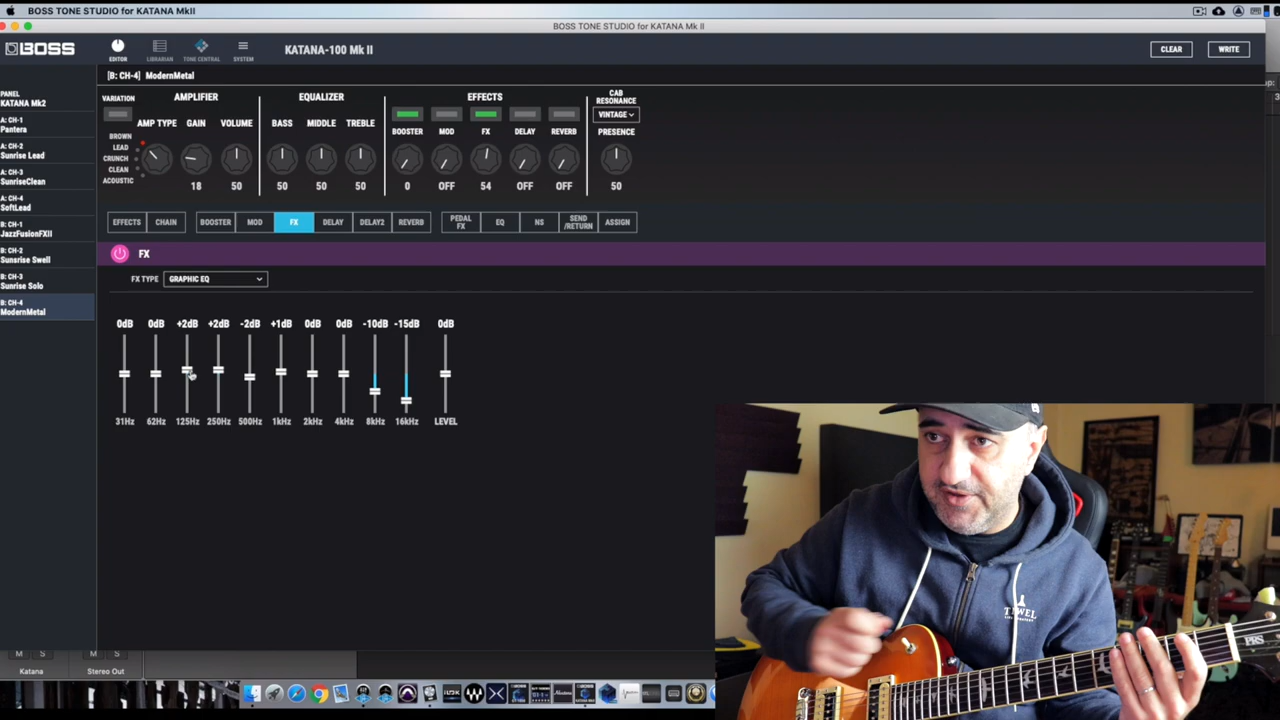 BOSS TONE STUDIO for KATANA MkII
BOSS TONE STUDIO for KATANA Mk II
BOSS
EDITOR
LIBRARIAN
TONE CENTRAL
SYSTEM
KATANA-100 Mk II
CLEAR
WRITE
[B: CH-4] ModernMetal
PANEL
KATANA Mk2
A: CH-1
Pantera
A: CH-2
Sunrise Lead
A: CH-3
SunriseClean
A: CH-4
SoftLead
B: CH-1
JazzFusionFXII
B: CH-2
Sunsrise Swell
B: CH-3
Sunrise Solo
B: CH-4
ModernMetal
VARIATION
AMPLIFIER
AMP TYPE GAIN VOLUME
BROWN
LEAD
CRUNCH
CLEAN
ACOUSTIC
18 50
EQUALIZER
BASS MIDDLE TREBLE
50 50 50
EFFECTS
BOOSTER MOD FX DELAY REVERB
0 OFF 54 OFF OFF
CAB
RESONANCE
VINTAGE
PRESENCE
50
EFFECTS CHAIN BOOSTER MOD FX DELAY DELAY2 REVERB PEDAL FX EQ NS SEND /RETURN ASSIGN
FX
FX TYPE GRAPHIC EQ
0dB 0dB +2dB +2dB -2dB +1dB 0dB 0dB -10dB -15dB 0dB
31Hz 62Hz 125Hz 250Hz 500Hz 1kHz 2kHz 4kHz 8kHz 16kHz LEVEL
M S M S
Katana Stereo Out
PRS